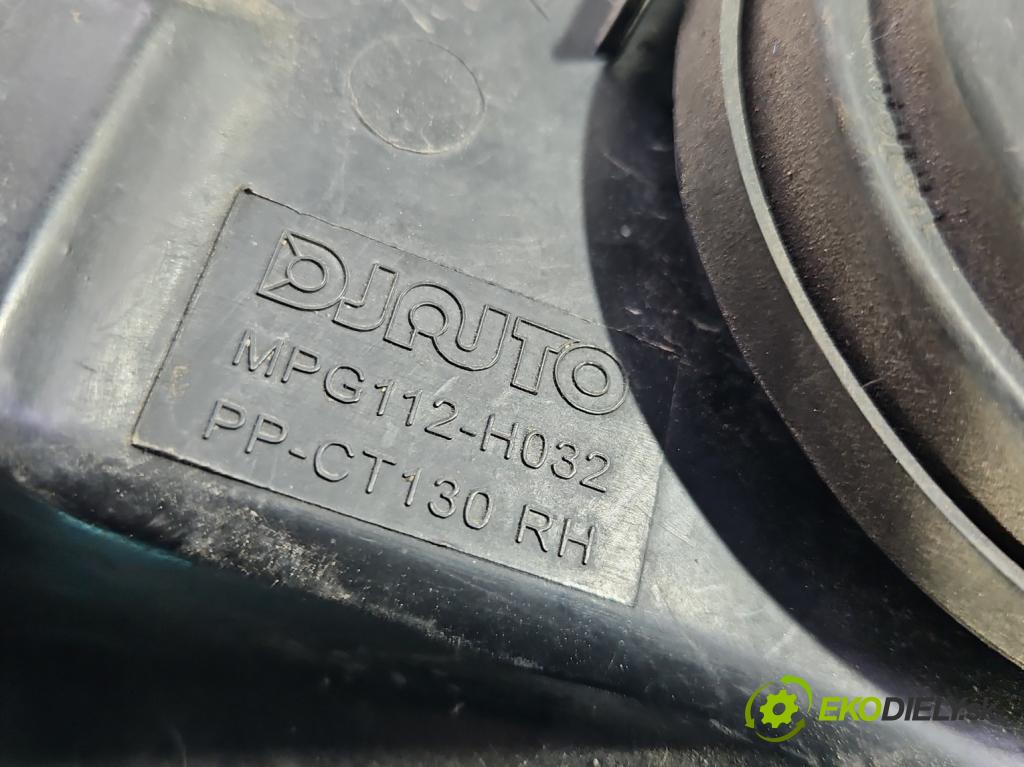 DJAUTO
MPG112-H032
PP-CT130 RH
EKODIELY.SK